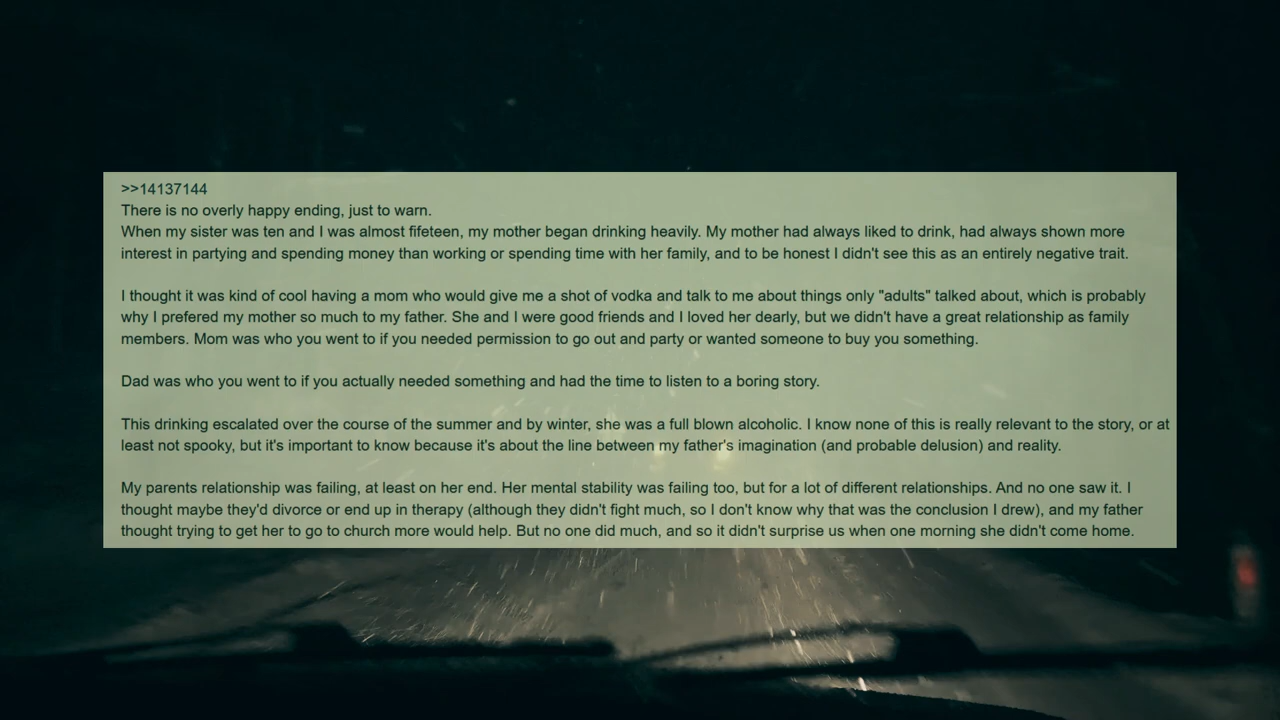 >>14137144
There is no overly happy ending, just to warn.
When my sister was ten and I was almost fifeteen, my mother began drinking heavily. My mother had always liked to drink, had always shown more
interest in partying and spending money than working or spending time with her family, and to be honest I didn't see this as an entirely negative trait.
I thought it was kind of cool having a mom who would give me a shot of vodka and talk to me about things only "adults" talked about, which is probably
why I prefered my mother so much to my father. She and I were good friends and I loved her dearly, but we didn't have a great relationship as family
members. Mom was who you went to if you needed permission to go out and party or wanted someone to buy you something.
Dad was who you went to if you actually needed something and had the time to listen to a boring story.
This drinking escalated over the course of the summer and by winter, she was a full blown alcoholic. I know none of this is really relevant to the story, or at
least not spooky, but it's important to know because it's about the line between my father's imagination (and probable delusion) and reality.
My parents relationship was failing, at least on her end. Her mental stability was failing too, but for a lot of different relationships. And no one saw it. I
thought maybe they'd divorce or end up in therapy (although they didn't fight much, so I don't know why that was the conclusion I drew), and my father
thought trying to get her to go to church more would help. But no one did much, and so it didn't surprise us when one morning she didn't come home.